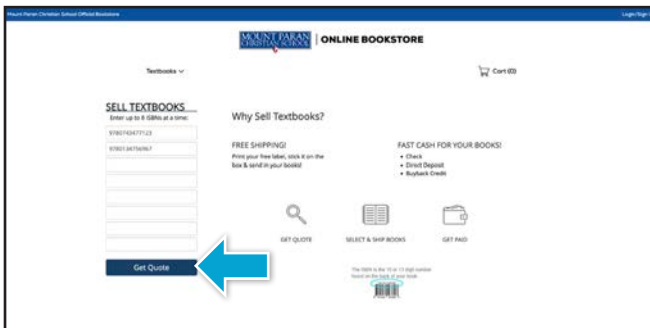 Mount Paran Christian School Official Bookstore
Login/Sign
MOUNT PARAN
CHRISTIAN SCHOOL
ONLINE BOOKSTORE
Textbooks
Cart (0)
SELL TEXTBOOKS
Enter up to 8 ISBNs at a time:
9780743477123
9780134756967
Get Quote
Why Sell Textbooks?
FREE SHIPPING!
Print your free label, stick it on the
box & send in your books!
FAST CASH FOR YOUR BOOKS!
• Check
• Direct Deposit
• Buyback Credit
GET QUOTE
SELECT & SHIP BOOKS
GET PAID
The ISBN is the 10 or 13 digit number
found on the back of your book